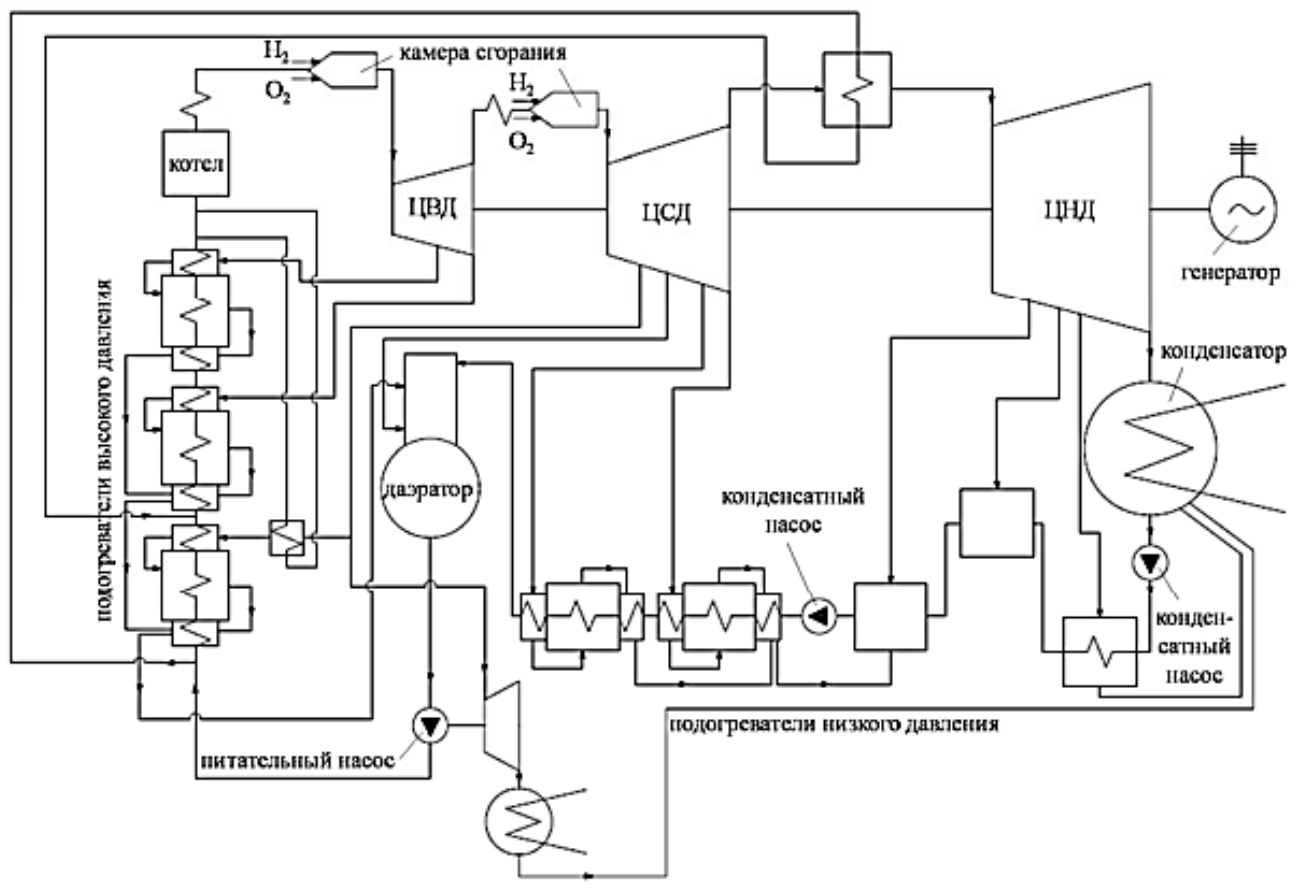 H₂
O₂
камера сгорания
H₂
O₂
котел
ЦВД
ЦСД
ЦНД
генератор
подогреватели высокого давления
конденсатор
даэратор
конденсатный
насос
конден-
сатный
насос
подогреватели низкого давления
питательный насос